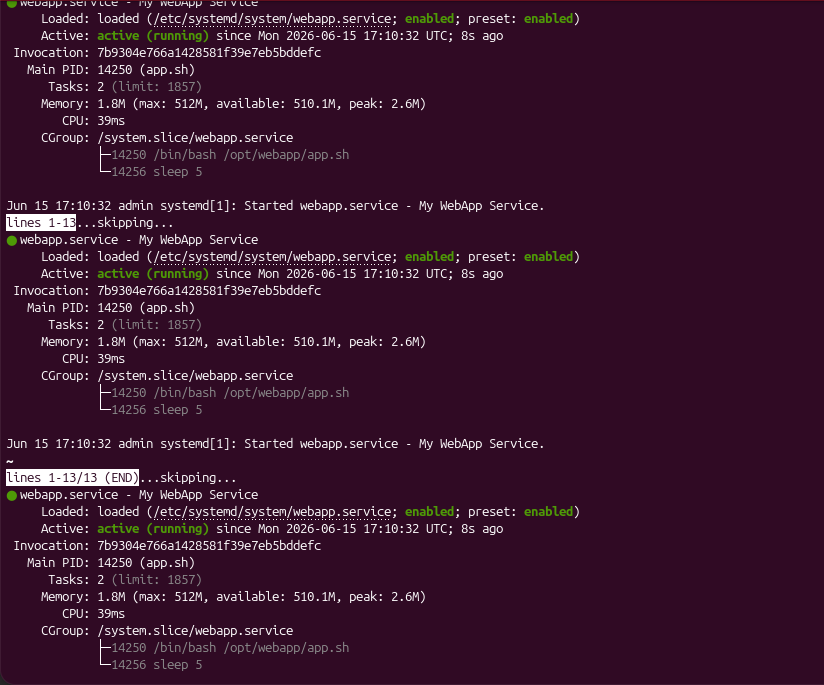 ●webapp.service - My WebApp Service
     Loaded: loaded (/etc/systemd/system/webapp.service; enabled; preset: enabled)
     Active: active (running) since Mon 2026-06-15 17:10:32 UTC; 8s ago
 Invocation: 7b9304e766a1428581f39e7eb5bddefc
   Main PID: 14250 (app.sh)
      Tasks: 2 (limit: 1857)
     Memory: 1.8M (max: 512M, available: 510.1M, peak: 2.6M)
        CPU: 39ms
     CGroup: /system.slice/webapp.service
             ├─14250 /bin/bash /opt/webapp/app.sh
             └─14256 sleep 5

Jun 15 17:10:32 admin systemd[1]: Started webapp.service - My WebApp Service.
lines 1-13...skipping...
●webapp.service - My WebApp Service
     Loaded: loaded (/etc/systemd/system/webapp.service; enabled; preset: enabled)
     Active: active (running) since Mon 2026-06-15 17:10:32 UTC; 8s ago
 Invocation: 7b9304e766a1428581f39e7eb5bddefc
   Main PID: 14250 (app.sh)
      Tasks: 2 (limit: 1857)
     Memory: 1.8M (max: 512M, available: 510.1M, peak: 2.6M)
        CPU: 39ms
     CGroup: /system.slice/webapp.service
             ├─14250 /bin/bash /opt/webapp/app.sh
             └─14256 sleep 5

Jun 15 17:10:32 admin systemd[1]: Started webapp.service - My WebApp Service.
~
lines 1-13/13 (END)...skipping...
●webapp.service - My WebApp Service
     Loaded: loaded (/etc/systemd/system/webapp.service; enabled; preset: enabled)
     Active: active (running) since Mon 2026-06-15 17:10:32 UTC; 8s ago
 Invocation: 7b9304e766a1428581f39e7eb5bddefc
   Main PID: 14250 (app.sh)
      Tasks: 2 (limit: 1857)
     Memory: 1.8M (max: 512M, available: 510.1M, peak: 2.6M)
        CPU: 39ms
     CGroup: /system.slice/webapp.service
             ├─14250 /bin/bash /opt/webapp/app.sh
             └─14256 sleep 5